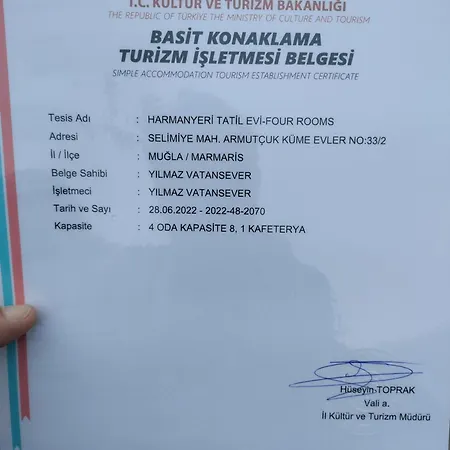 T.C. KÜLTÜR VE TURİZM BAKANLIĞI
THE REPUBLIC OF TÜRKİYE THE MINISTRY OF CULTURE AND TOURISM
BASİT KONAKLAMA
TURİZM İŞLETMESİ BELGESİ
SIMPLE ACCOMMODATION TOURISM ESTABLISHMENT CERTIFICATE
Tesis Adı : HARMANYERİ TATİL EVİ-FOUR ROOMS
Adresi : SELİMİYE MAH. ARMUTÇUK KÜME EVLER NO:33/2
İl / İlçe : MUĞLA / MARMARİS
Belge Sahibi : YILMAZ VATANSEVER
İşletmeci : YILMAZ VATANSEVER
Tarih ve Sayı : 28.06.2022 - 2022-48-2070
Kapasite : 4 ODA KAPASİTE 8, 1 KAFETERYA
Hüseyin TOPRAK
Vali a.
İl Kültür ve Turizm Müdürü